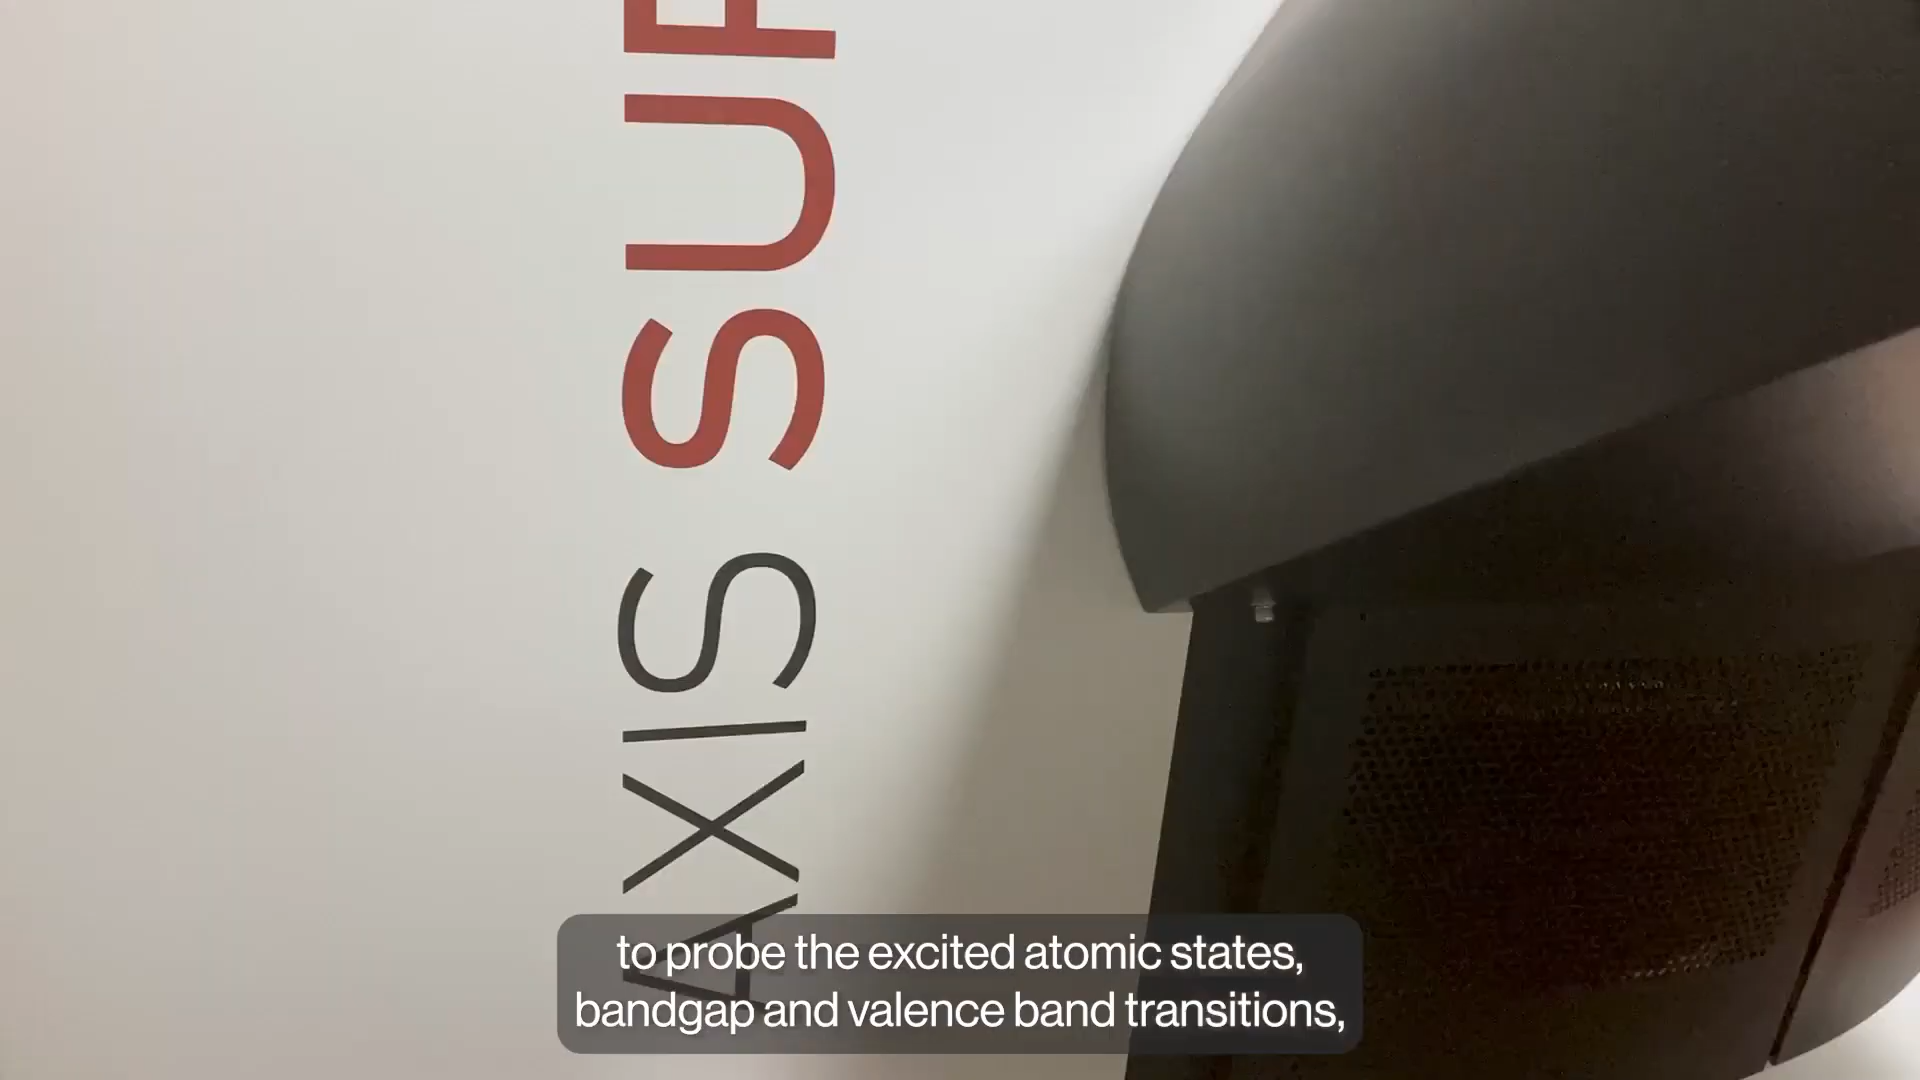 AXIS SUP
to probe the excited atomic states,
bandgap and valence band transitions,